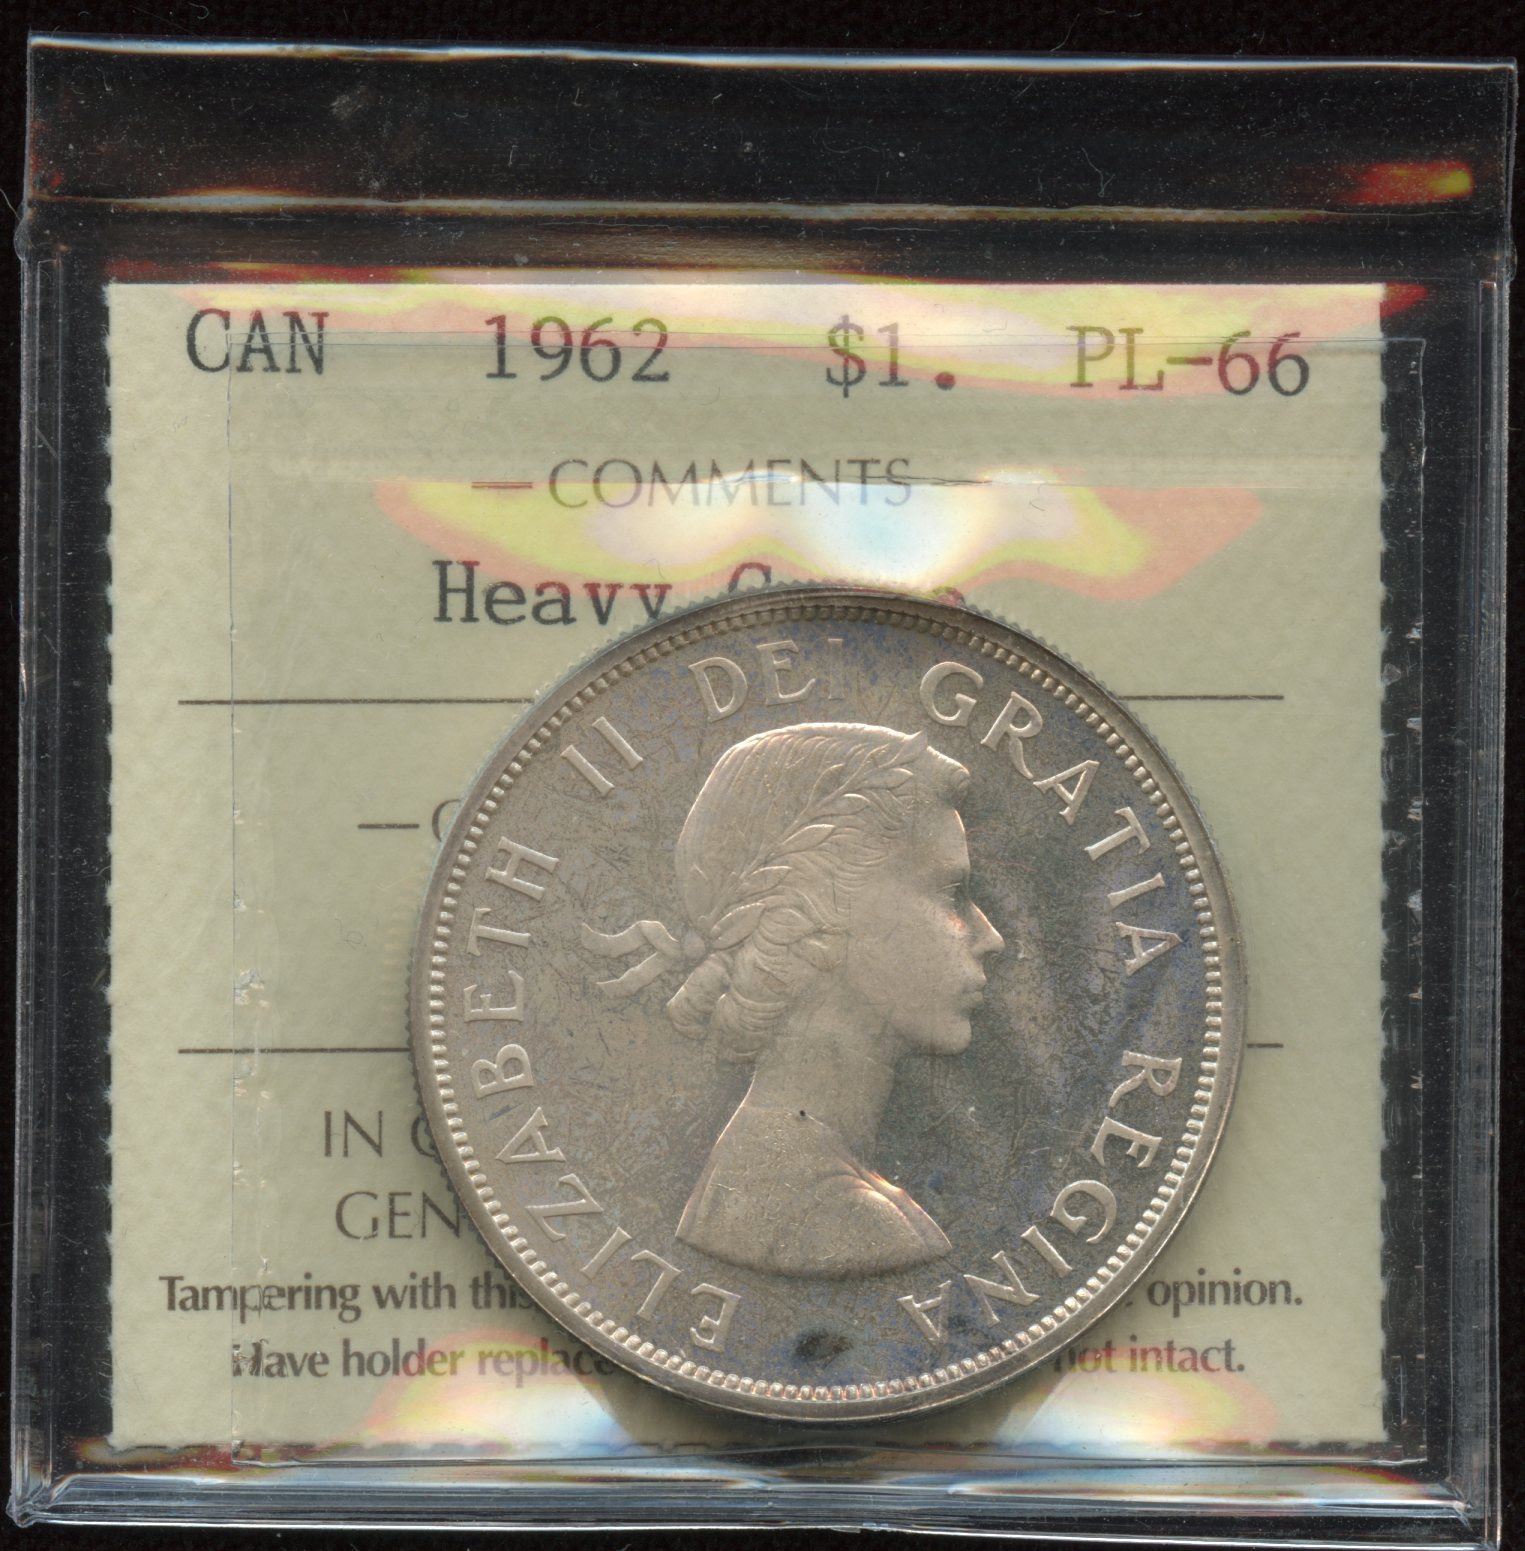 CAN 1962 $1. PL-66
—COMMENTS
Heavy
IN
GEN
Tampering with this opinion.
Have holder replace not intact.
ELIZABETH II DEI GRATIA REGINA